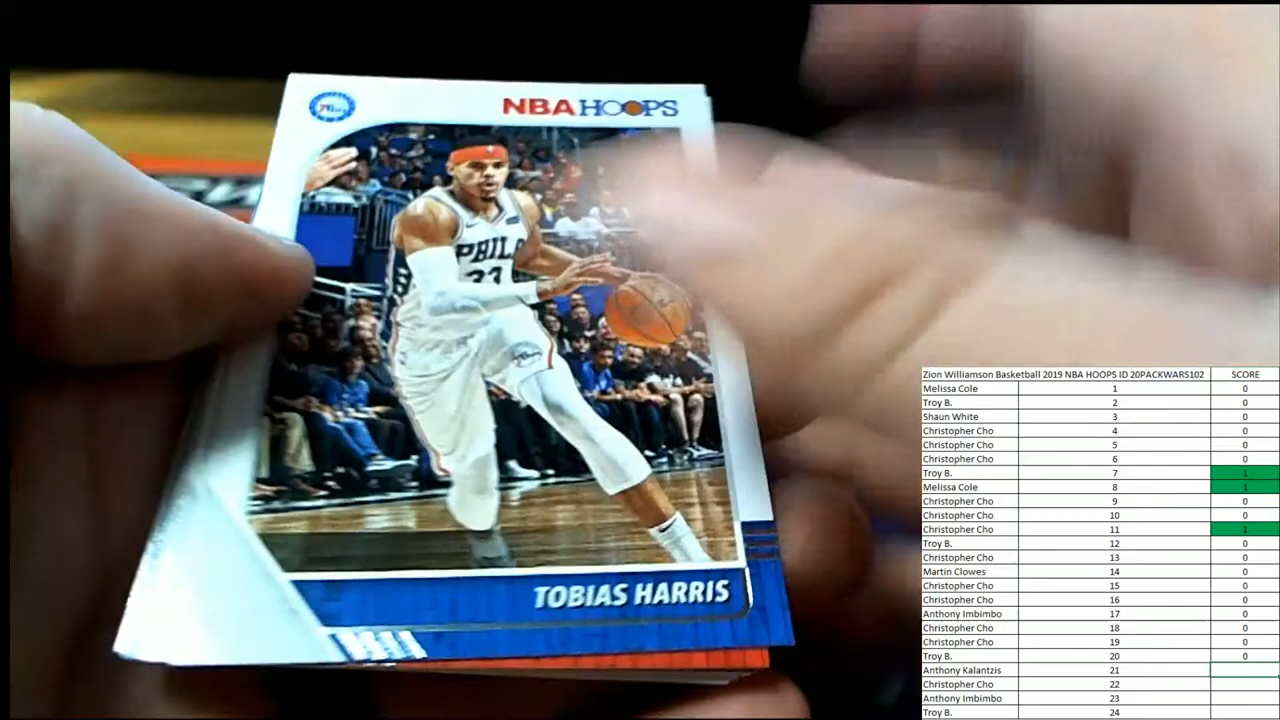 NBA HOOPS
PHILA
33
TOBIAS HARRIS
Zion Williamson Basketball 2019 NBA HOOPS ID 20PACKWARS102 SCORE
Melissa Cole 1 0
Troy B. 2 0
Shaun White 3 0
Christopher Cho 4 0
Christopher Cho 5 0
Christopher Cho 6 0
Troy B. 7 1
Melissa Cole 8 1
Christopher Cho 9 0
Christopher Cho 10 0
Christopher Cho 11 1
Troy B. 12 0
Christopher Cho 13 0
Martin Clowes 14 0
Christopher Cho 15 0
Christopher Cho 16 0
Anthony Imbimbo 17 0
Christopher Cho 18 0
Christopher Cho 19 0
Troy B. 20 0
Anthony Kalantzis 21
Christopher Cho 22
Anthony Imbimbo 23
Troy B. 24